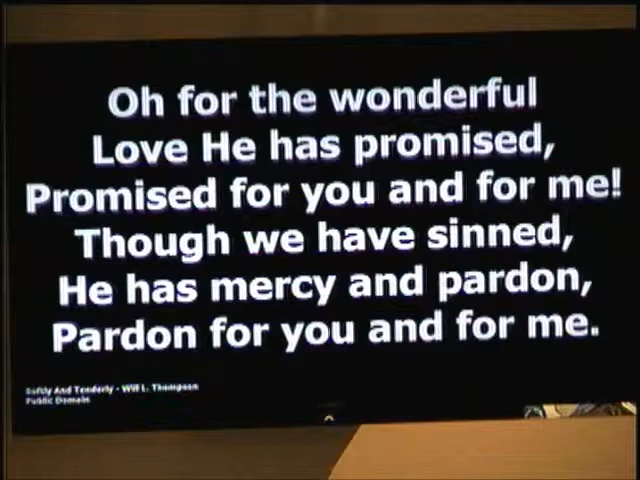 Oh for the wonderful
Love He has promised,
Promised for you and for me!
Though we have sinned,
He has mercy and pardon,
Pardon for you and for me.
Softly And Tenderly - Will L. Thompson
Public Domain